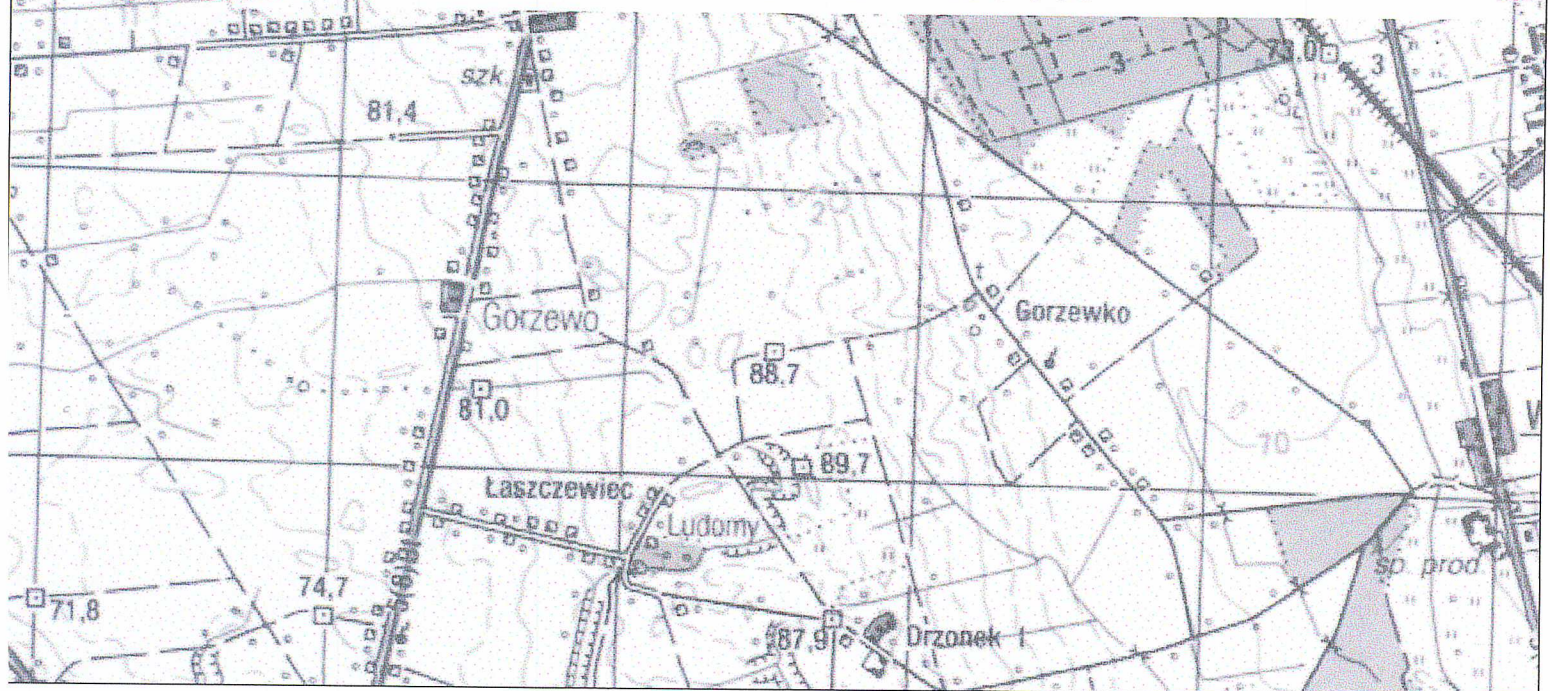 3
73,0
3
szk.
81,4
Gorzewo
Gorzewko
88,7
81,0
70
89,7
Łaszczewiec
Ludomy
sp. prod
74,7
71,8
87,9
Drzonek I